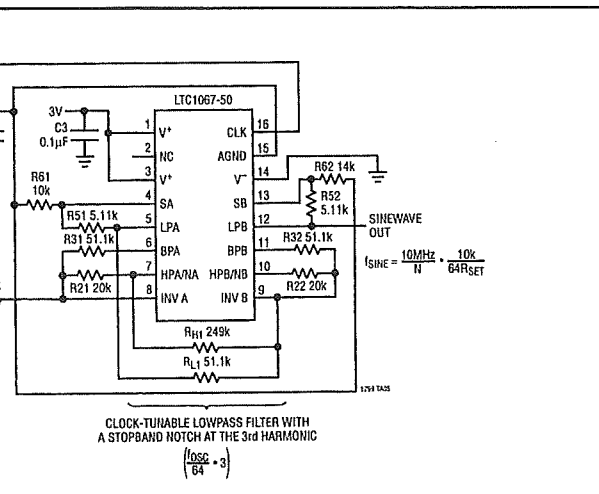 LTC1067-50
3V
C3
0.1µF
1 V+
2 NC
3 V+
4 SA
5 LPA
6 BPA
7 HPA/NA
8 INV A
CLK 16
AGND 15
V− 14
SB 13
LPB 12
BPB 11
HPB/NB 10
INV B 9
R61
10k
R51 5.11k
R31 51.1k
R21 20k
R62 14k
R52
5.11k
SINEWAVE
OUT
R32 51.1k
R22 20k
fSINE = 10MHz/N • 10k/64RSET
RH1 249k
RL1 51.1k
1799 TA05
CLOCK-TUNABLE LOWPASS FILTER WITH
A STOPBAND NOTCH AT THE 3rd HARMONIC
(fOSC/64 • 3)